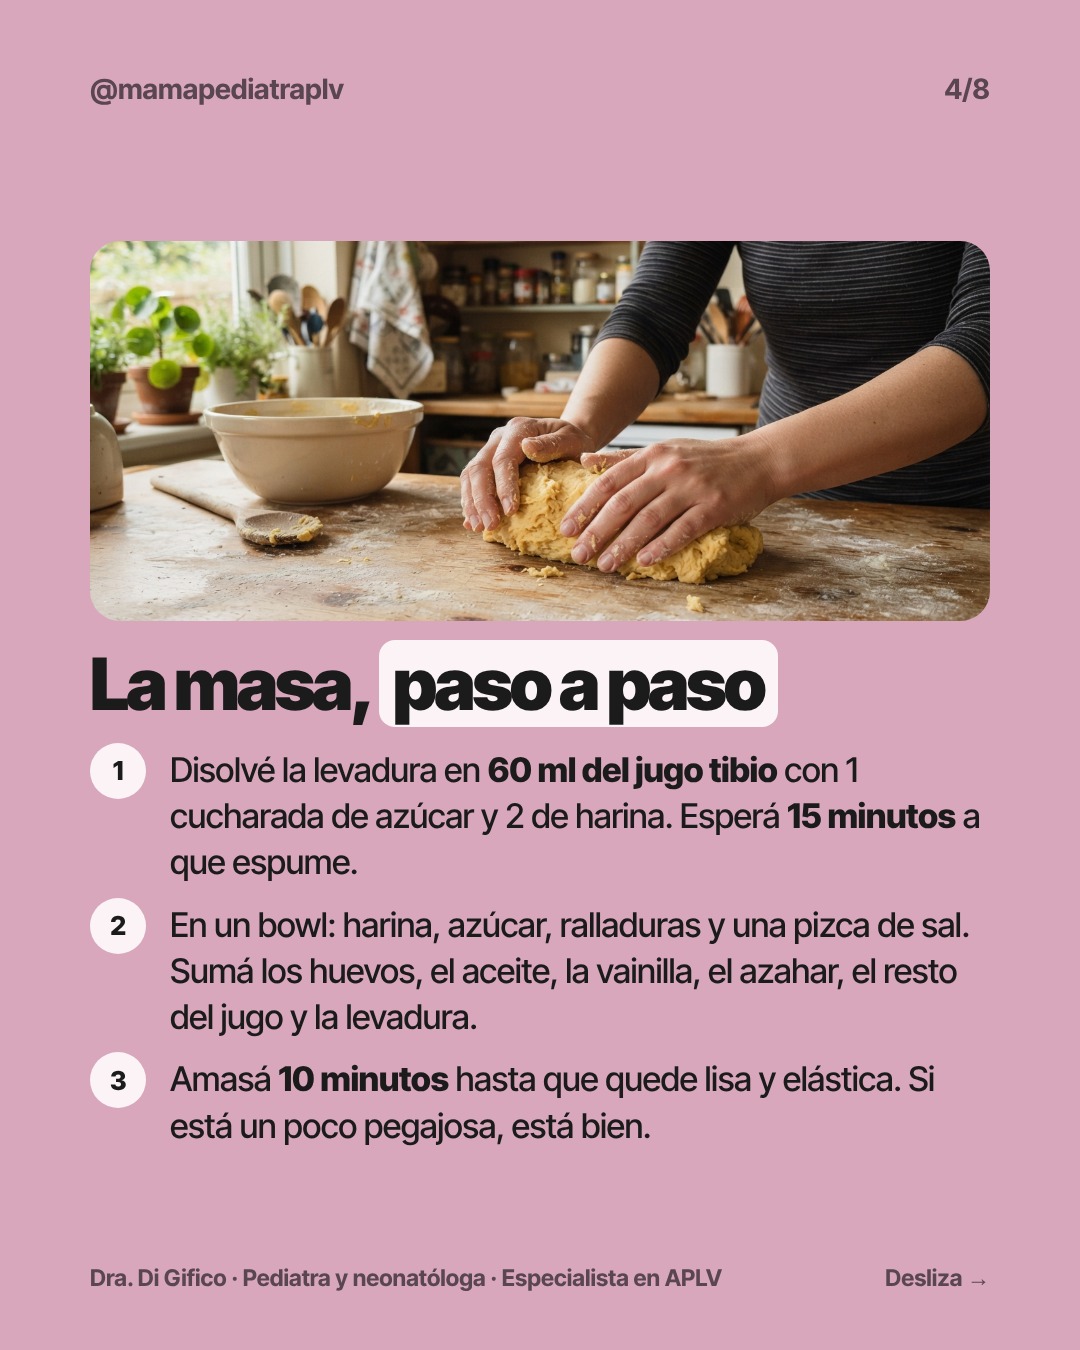 @mamapediatraplv
4/8
La masa, paso a paso
1
Disolvé la levadura en 60 ml del jugo tibio con 1
cucharada de azúcar y 2 de harina. Esperá 15 minutos a
que espume.
2
En un bowl: harina, azúcar, ralladuras y una pizca de sal.
Sumá los huevos, el aceite, la vainilla, el azahar, el resto
del jugo y la levadura.
3
Amasá 10 minutos hasta que quede lisa y elástica. Si
está un poco pegajosa, está bien.
Dra. Di Gifico · Pediatra y neonatóloga · Especialista en APLV
Desliza →